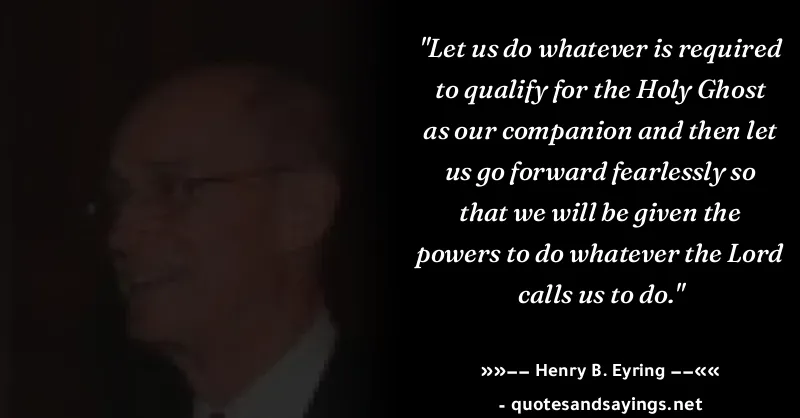 "Let us do whatever is required
to qualify for the Holy Ghost
as our companion and then let
us go forward fearlessly so
that we will be given the
powers to do whatever the Lord
calls us to do."
»»−− Henry B. Eyring −−««
- quotesandsayings.net